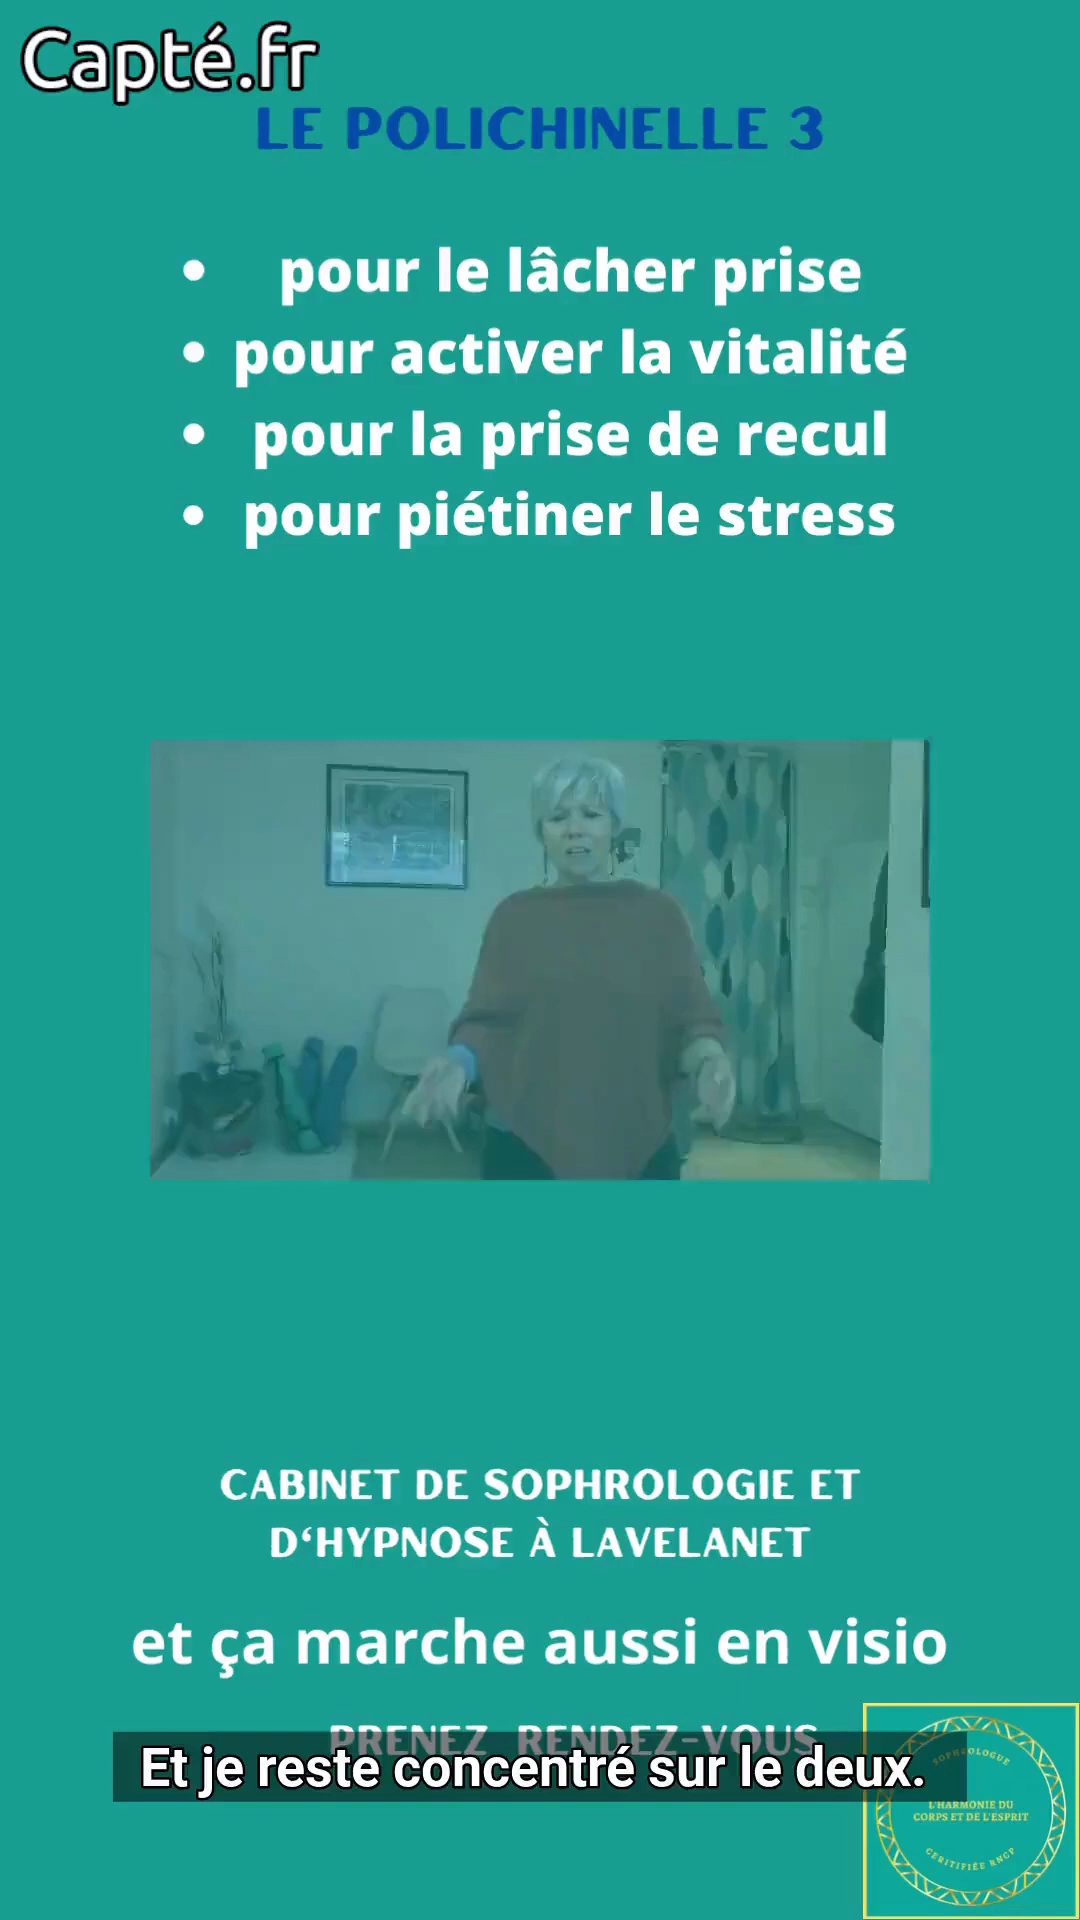 Capté.fr
LE POLICHINELLE 3
• pour le lâcher prise
• pour activer la vitalité
• pour la prise de recul
• pour piétiner le stress
CABINET DE SOPHROLOGIE ET
D‘HYPNOSE À LAVELANET
et ça marche aussi en visio
PRENEZ RENDEZ-VOUS
Et je reste concentré sur le deux.
SOPHROLOGUE
L'HARMONIE DU
CORPS ET DE L'ESPRIT
CERITIFIÉE RNCP